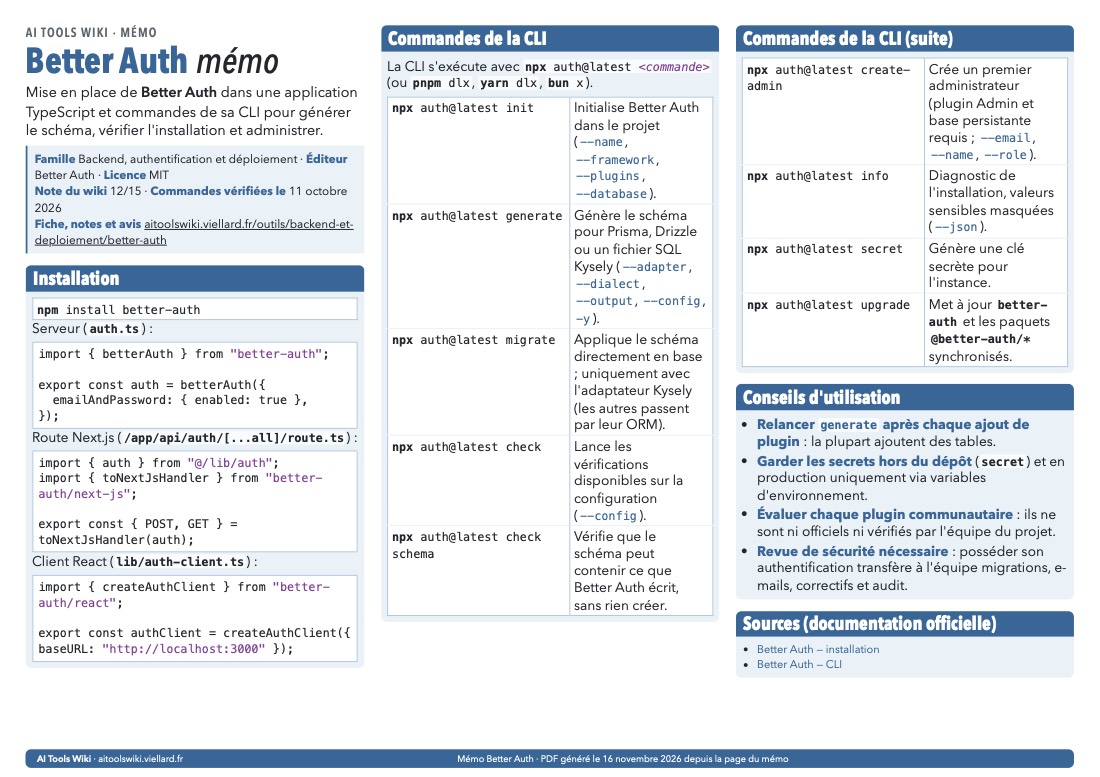 AI TOOLS WIKI · MÉMO
Better Auth mémo
Mise en place de Better Auth dans une application
TypeScript et commandes de sa CLI pour générer
le schéma, vérifier l'installation et administrer.
Famille Backend, authentification et déploiement · Éditeur
Better Auth · Licence MIT
Note du wiki 12/15 · Commandes vérifiées le 11 octobre
2026
Fiche, notes et avis aitoolswiki.viellard.fr/outils/backend-et-
deploiement/better-auth
Installation
npm install better-auth
Serveur (auth.ts) :
import { betterAuth } from "better-auth";
export const auth = betterAuth({
emailAndPassword: { enabled: true },
});
Route Next.js (/app/api/auth/[...all]/route.ts) :
import { auth } from "@/lib/auth";
import { toNextJsHandler } from "better-
auth/next-js";
export const { POST, GET } =
toNextJsHandler(auth);
Client React (lib/auth-client.ts) :
import { createAuthClient } from "better-
auth/react";
export const authClient = createAuthClient({
baseURL: "http://localhost:3000" });
Commandes de la CLI
La CLI s'exécute avec npx auth@latest <commande>
(ou pnpm dlx, yarn dlx, bun x).
npx auth@latest init
Initialise Better Auth
dans le projet
(--name,
--framework,
--plugins,
--database).
npx auth@latest generate
Génère le schéma
pour Prisma, Drizzle
ou un fichier SQL
Kysely (--adapter,
--dialect,
--output, --config,
-y).
npx auth@latest migrate
Applique le schéma
directement en base
; uniquement avec
l'adaptateur Kysely
(les autres passent
par leur ORM).
npx auth@latest check
Lance les
vérifications
disponibles sur la
configuration
(--config).
npx auth@latest check
schema
Vérifie que le
schéma peut
contenir ce que
Better Auth écrit,
sans rien créer.
Commandes de la CLI (suite)
npx auth@latest create-
admin
Crée un premier
administrateur
(plugin Admin et
base persistante
requis ; --email,
--name, --role).
npx auth@latest info
Diagnostic de
l'installation, valeurs
sensibles masquées
(--json).
npx auth@latest secret
Génère une clé
secrète pour
l'instance.
npx auth@latest upgrade
Met à jour better-
auth et les paquets
@better-auth/*
synchronisés.
Conseils d'utilisation
• Relancer generate après chaque ajout de
plugin : la plupart ajoutent des tables.
• Garder les secrets hors du dépôt (secret) et en
production uniquement via variables
d'environnement.
• Évaluer chaque plugin communautaire : ils ne
sont ni officiels ni vérifiés par l'équipe du projet.
• Revue de sécurité nécessaire : posséder son
authentification transfère à l'équipe migrations, e-
mails, correctifs et audit.
Sources (documentation officielle)
• Better Auth – installation
• Better Auth – CLI
AI Tools Wiki · aitoolswiki.viellard.fr
Mémo Better Auth · PDF généré le 16 novembre 2026 depuis la page du mémo